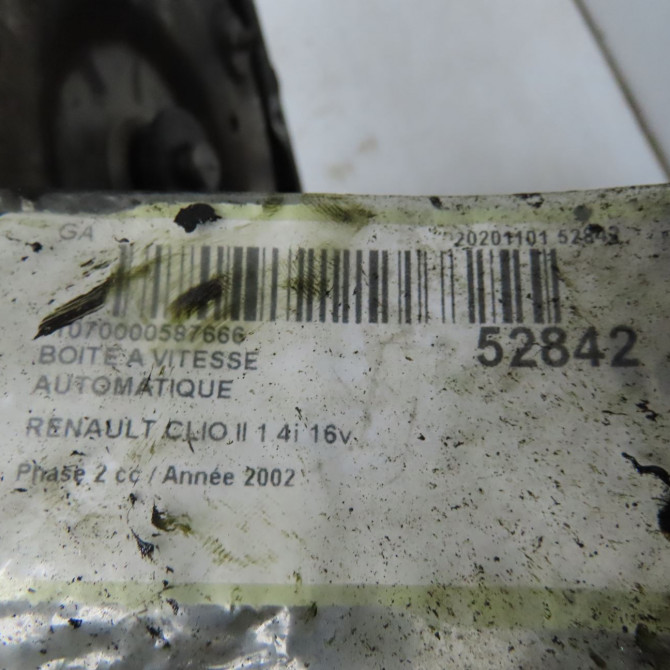 GA
20201101 52842
1070000587666
52842
BOITE A VITESSE
AUTOMATIQUE
RENAULT CLIO II 1 4i 16v
Phase 2 cc / Année 2002